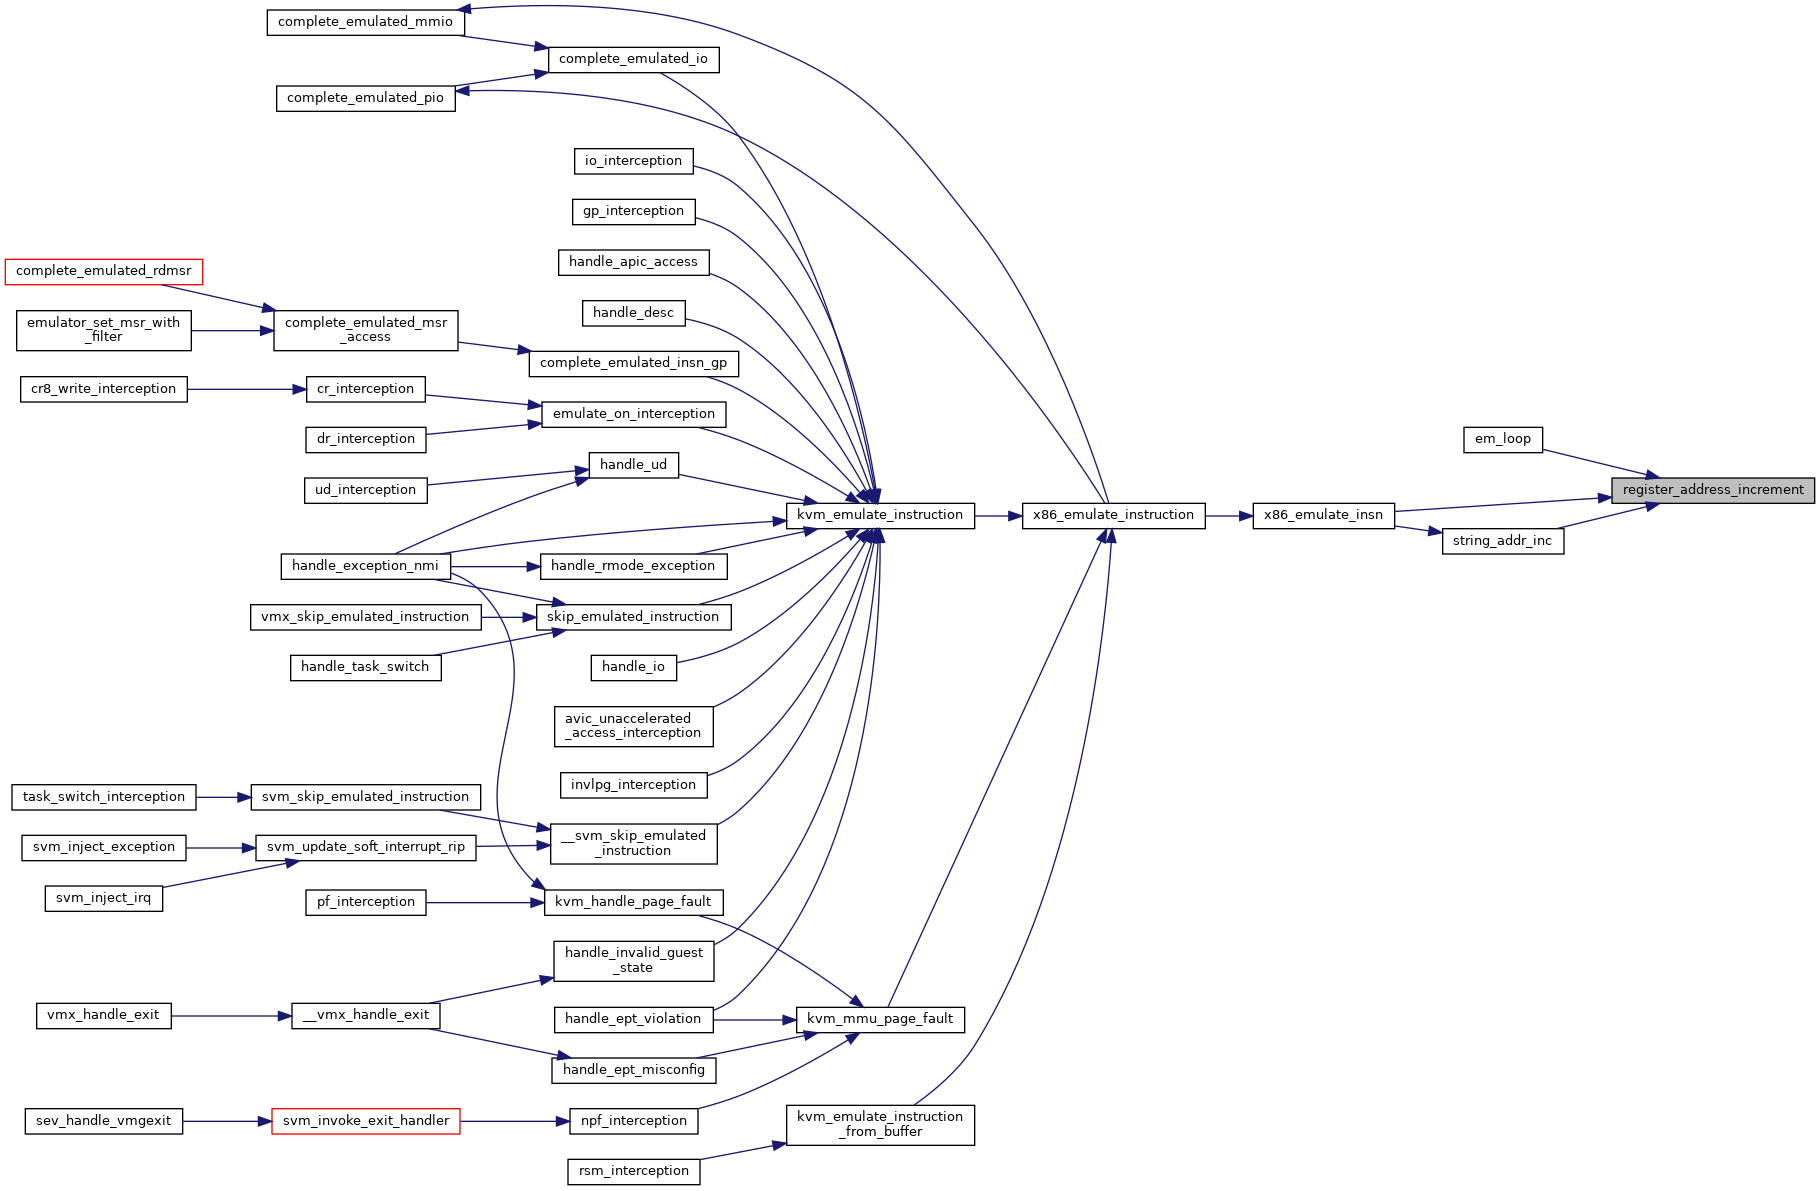 complete_emulated_mmio
complete_emulated_io
complete_emulated_pio
io_interception
gp_interception
handle_apic_access
complete_emulated_rdmsr
handle_desc
emulator_set_msr_with
_filter
complete_emulated_msr
_access
complete_emulated_insn_gp
cr8_write_interception
cr_interception
emulate_on_interception
dr_interception
em_loop
handle_ud
ud_interception
register_address_increment
kvm_emulate_instruction
x86_emulate_instruction
x86_emulate_insn
string_addr_inc
handle_exception_nmi
handle_rmode_exception
vmx_skip_emulated_instruction
skip_emulated_instruction
handle_task_switch
handle_io
avic_unaccelerated
_access_interception
invlpg_interception
task_switch_interception
svm_skip_emulated_instruction
__svm_skip_emulated
_instruction
svm_inject_exception
svm_update_soft_interrupt_rip
svm_inject_irq
pf_interception
kvm_handle_page_fault
handle_invalid_guest
_state
vmx_handle_exit
__vmx_handle_exit
handle_ept_violation
kvm_mmu_page_fault
handle_ept_misconfig
sev_handle_vmgexit
svm_invoke_exit_handler
npf_interception
kvm_emulate_instruction
_from_buffer
rsm_interception